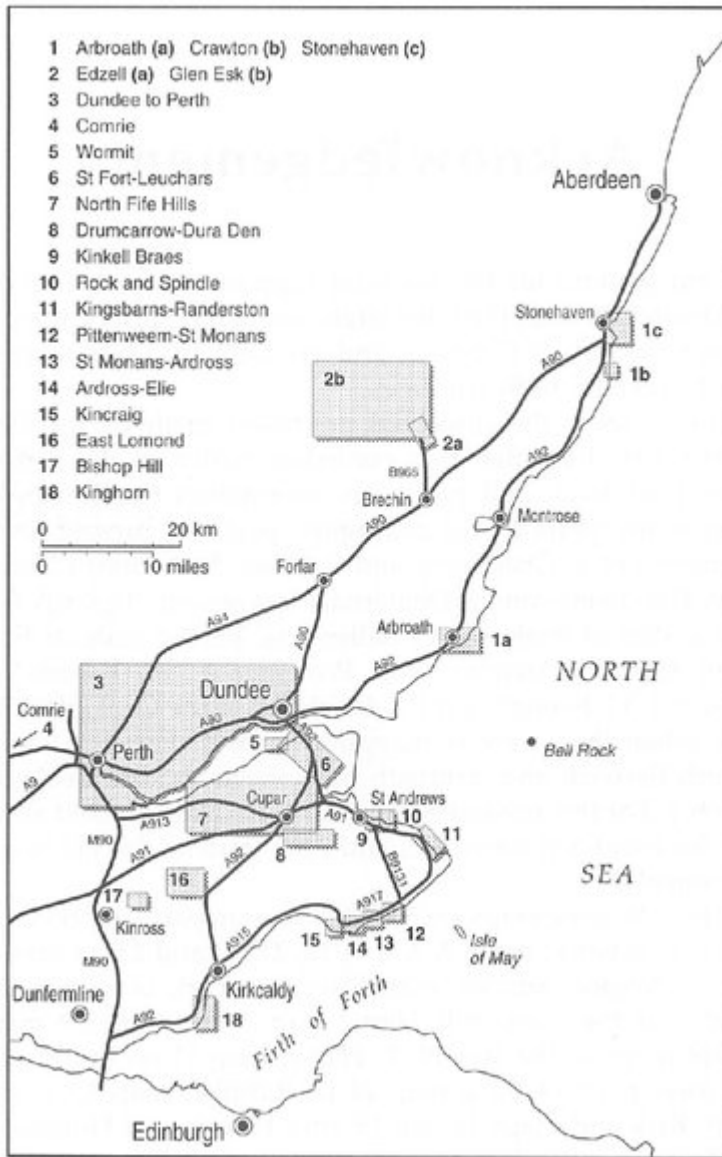 1 Arbroath (a) Crawton (b) Stonehaven (c)
2 Edzell (a) Glen Esk (b)
3 Dundee to Perth
4 Comrie
5 Wormit
6 St Fort-Leuchars
7 North Fife Hills
8 Drumcarrow-Dura Den
9 Kinkell Braes
10 Rock and Spindle
11 Kingsbarns-Randerston
12 Pittenweem-St Monans
13 St Monans-Ardross
14 Ardross-Elie
15 Kincraig
16 East Lomond
17 Bishop Hill
18 Kinghorn
0 20 km
0 10 miles
Aberdeen
Stonehaven
1c
1b
A90
2b
2a
B965
A92
Brechin
Montrose
A90
Forfar
A94
A90
Arbroath
1a
A92
NORTH
3
Dundee
Comrie
4
A90
A92
Bell Rock
5
6
Perth
A9
St Andrews
Cupar
A913
7
A91
10
9
11
M90
A91
A92
8
B9131
SEA
16
17
A917
12
Kinross
A915
15
14
13
Isle
of May
M90
Kirkcaldy
Dunfermline
18
A92
Firth of Forth
Edinburgh